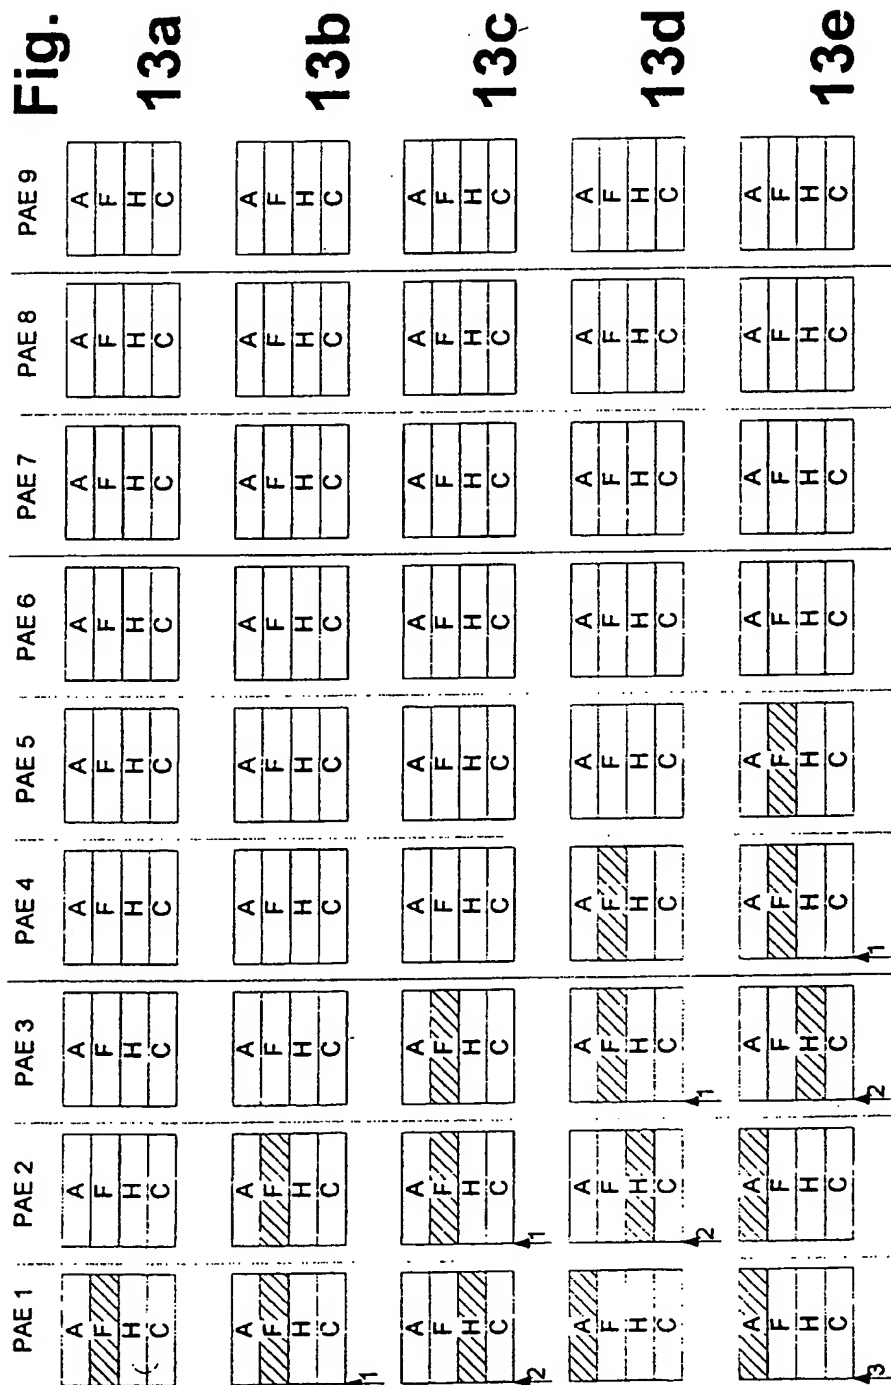 PAE 1 PAE 2 PAE 3 PAE 4 PAE 5 PAE 6 PAE 7 PAE 8 PAE 9 Fig.
A A A A A A A A A
F F F F F F F F F
H H H H H H H H H
C C C C C C C C C 13a
A A A A A A A A A
F F F F F F F F F
H H H H H H H H H
C C C C C C C C C 13b
1
A A A A A A A A A
F F F F F F F F F
H H H H H H H H H
C C C C C C C C C 13c
2 1
A A A A A A A A A
F F F F F F F F F
H H H H H H H H H
C C C C C C C C C 13d
2 1
A A A A A A A A A
F F F F F F F F F
H H H H H H H H H
C C C C C C C C C 13e
3 2 1